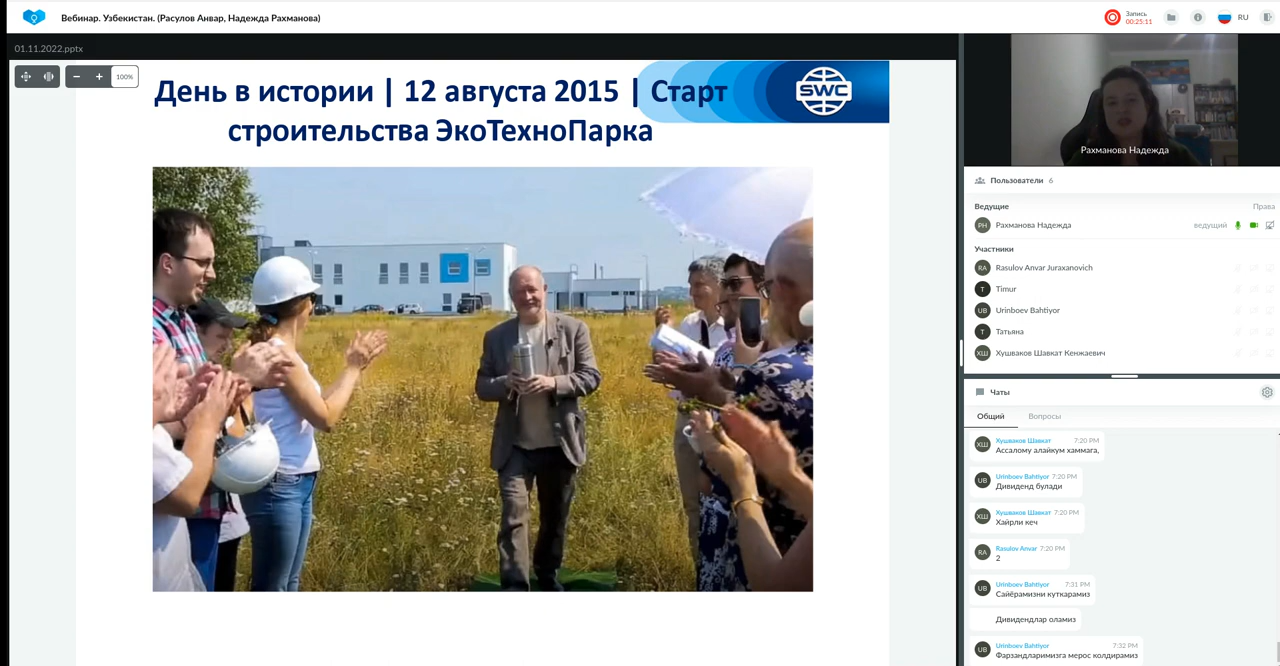 Вебинар. Узбекистан. (Расулов Анвар, Надежда Рахманова)
Запись
00:25:11
RU
01.11.2022.pptx
100%
День в истории | 12 августа 2015 | Старт
строительства ЭкоТехноПарка
SWC
Рахманова Надежда
Пользователи 6
Ведущие Права
РН Рахманова Надежда ведущий
Участники
RA Rasulov Anvar Juraxanovich
T Timur
UB Urinboev Bahtiyor
Т Татьяна
ХШ Хушваков Шавкат Кенжаевич
Чаты
Общий Вопросы
ХШ Хушваков Шавкат 7:20 PM
Ассалому алайкум хаммага,
UB Urinboev Bahtiyor 7:20 PM
Дивиденд булади
ХШ Хушваков Шавкат 7:20 PM
Хайрли кеч
RA Rasulov Anvar 7:20 PM
2
UB Urinboev Bahtiyor 7:31 PM
Сайёрамизни куткарамиз
Дивидендлар оламиз
UB Urinboev Bahtiyor 7:32 PM
Фарзандларимизга мерос колдирамиз